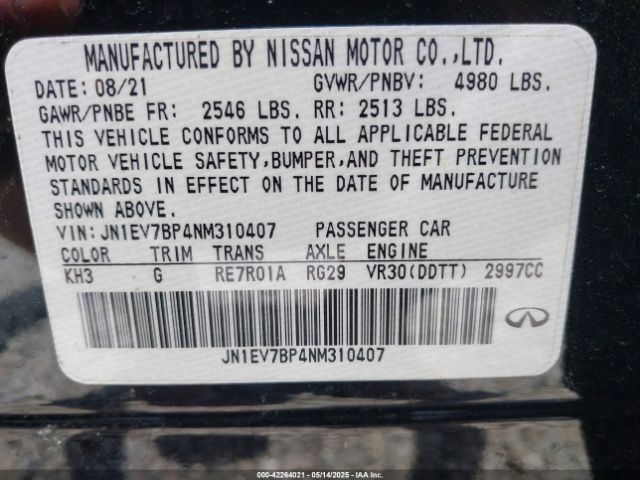 MANUFACTURED BY NISSAN MOTOR CO.,LTD.
DATE: 08/21 GVWR/PNBV: 4980 LBS.
GAWR/PNBE FR: 2546 LBS. RR: 2513 LBS.
THIS VEHICLE CONFORMS TO ALL APPLICABLE FEDERAL
MOTOR VEHICLE SAFETY,BUMPER,AND THEFT PREVENTION
STANDARDS IN EFFECT ON THE DATE OF MANUFACTURE
SHOWN ABOVE.
VIN: JN1EV7BP4NM310407 PASSENGER CAR
COLOR TRIM TRANS AXLE ENGINE
KH3 G RE7R01A RG29 VR30(DDTT) 2997CC
JN1EV7BP4NM310407
000-42264021 | 05/14/2025 | IAA, Inc.